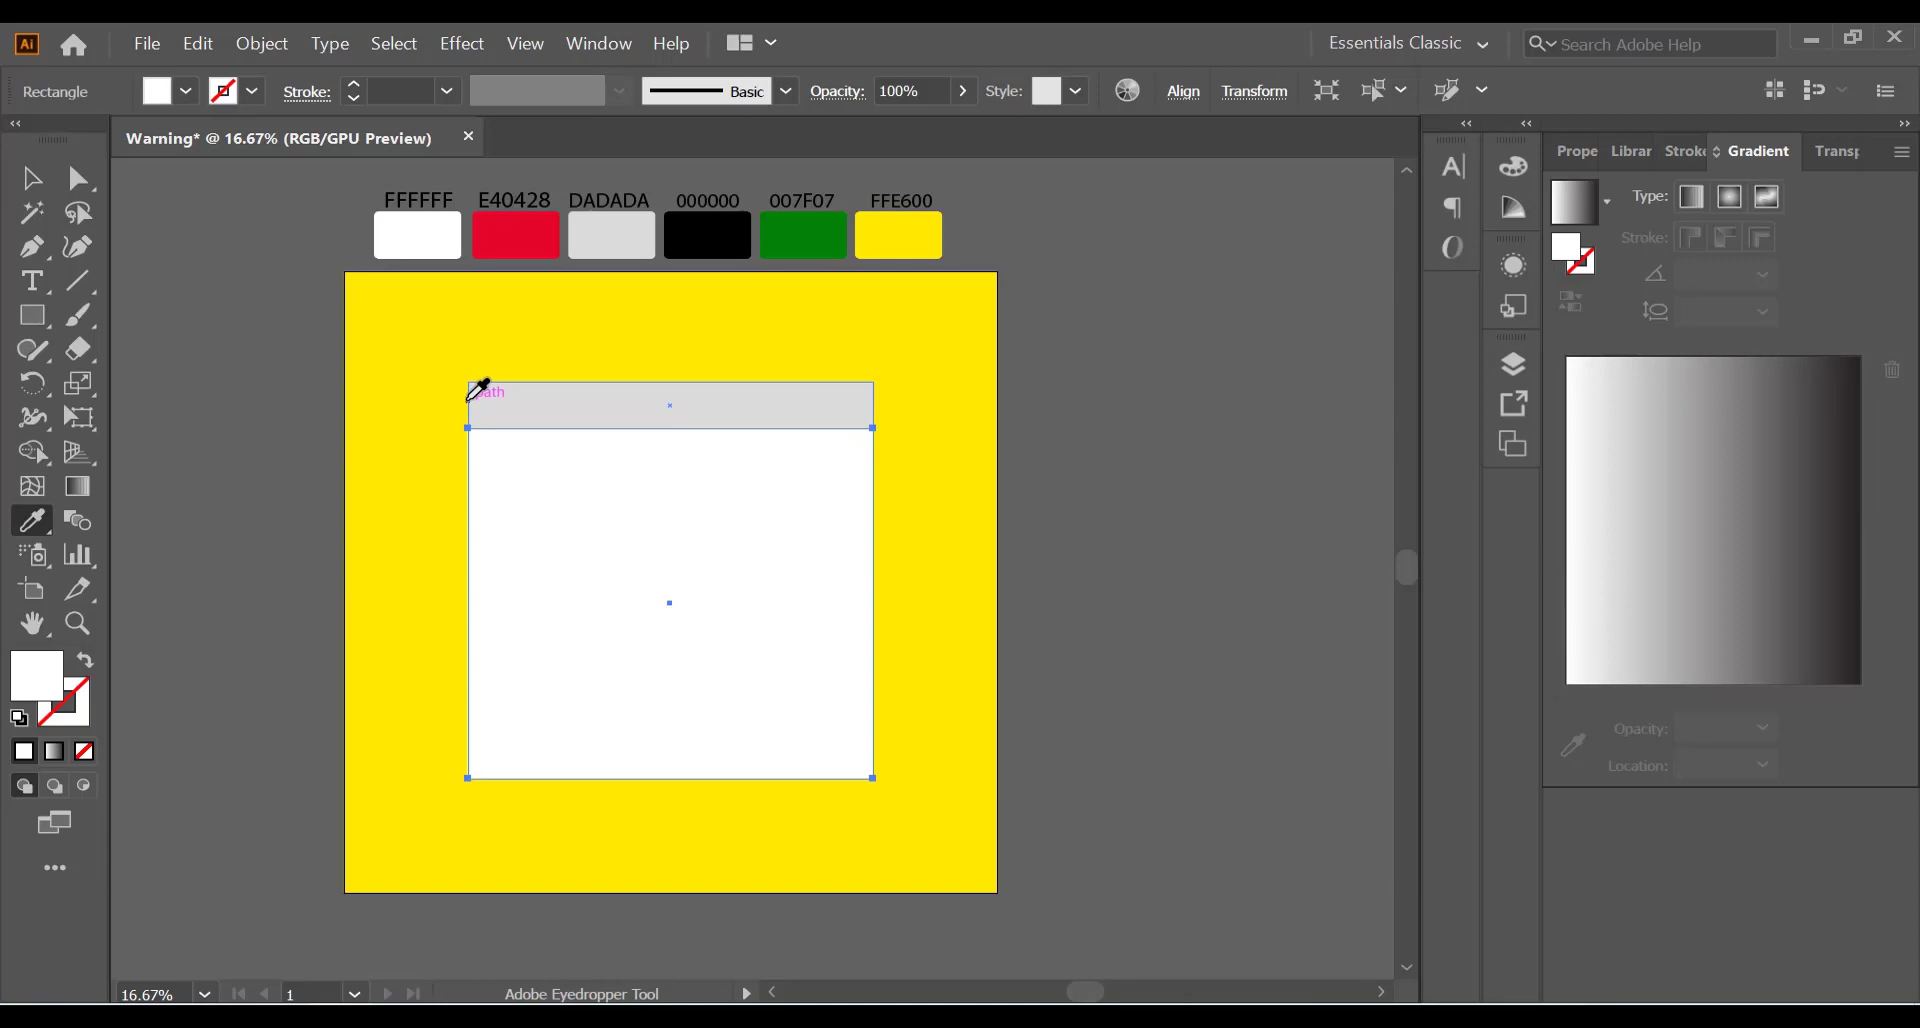 Ai File Edit Object Type Select Effect View Window Help Essentials Classic Search Adobe Help
Rectangle Stroke: Basic Opacity: 100% Style: Align Transform
Warning* @ 16.67% (RGB/GPU Preview)
Prope Librar Stroke Gradient Transp
FFFFFF E40428 DADADA 000000 007F07 FFE600
Type:
Stroke:
path
Opacity:
Location:
16.67% 1 Adobe Eyedropper Tool